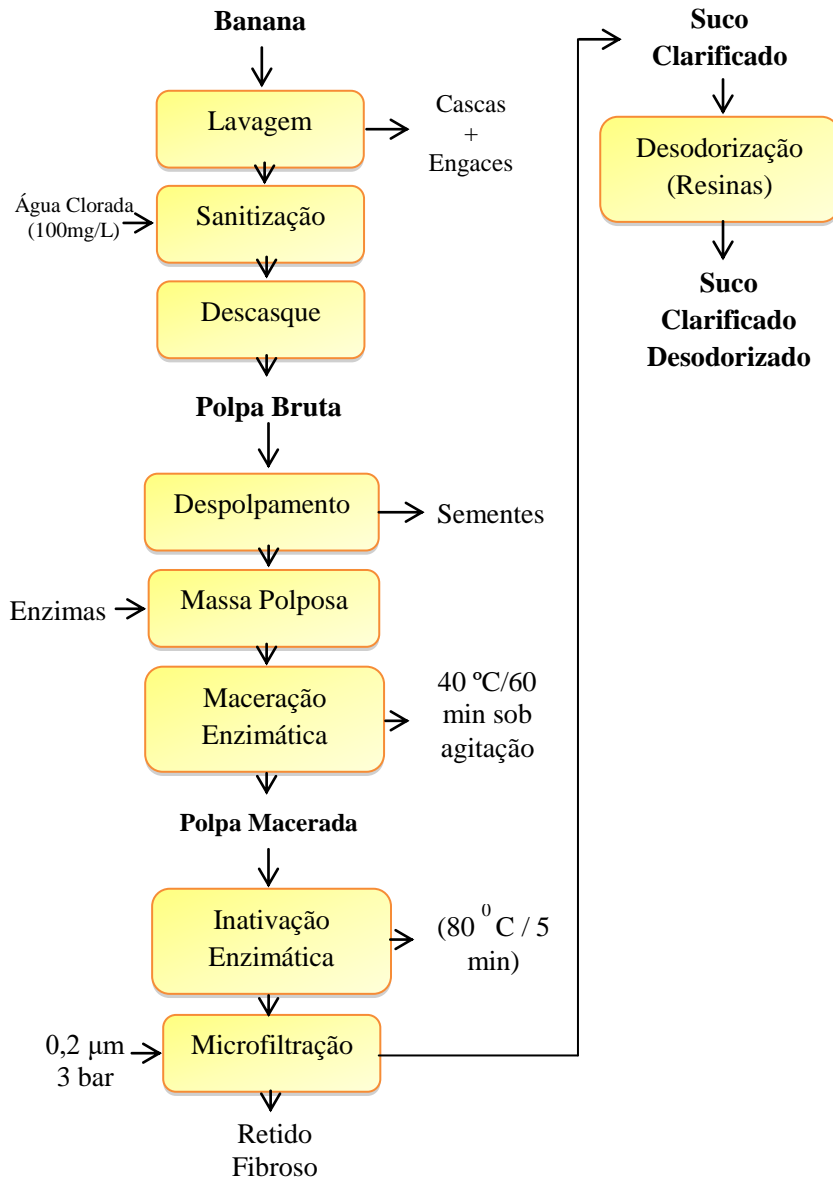 Banana
Lavagem
Cascas
+
Engaces
Água Clorada
(100mg/L)
Sanitização
Descasque
Polpa Bruta
Despolpamento
Sementes
Enzimas
Massa Polposa
Maceração
Enzimática
40 ºC/60
min sob
agitação
Polpa Macerada
Inativação
Enzimática
(80 ⁰ C / 5
min)
0,2 μm
3 bar
Microfiltração
Retido
Fibroso
Suco
Clarificado
Desodorização
(Resinas)
Suco
Clarificado
Desodorizado